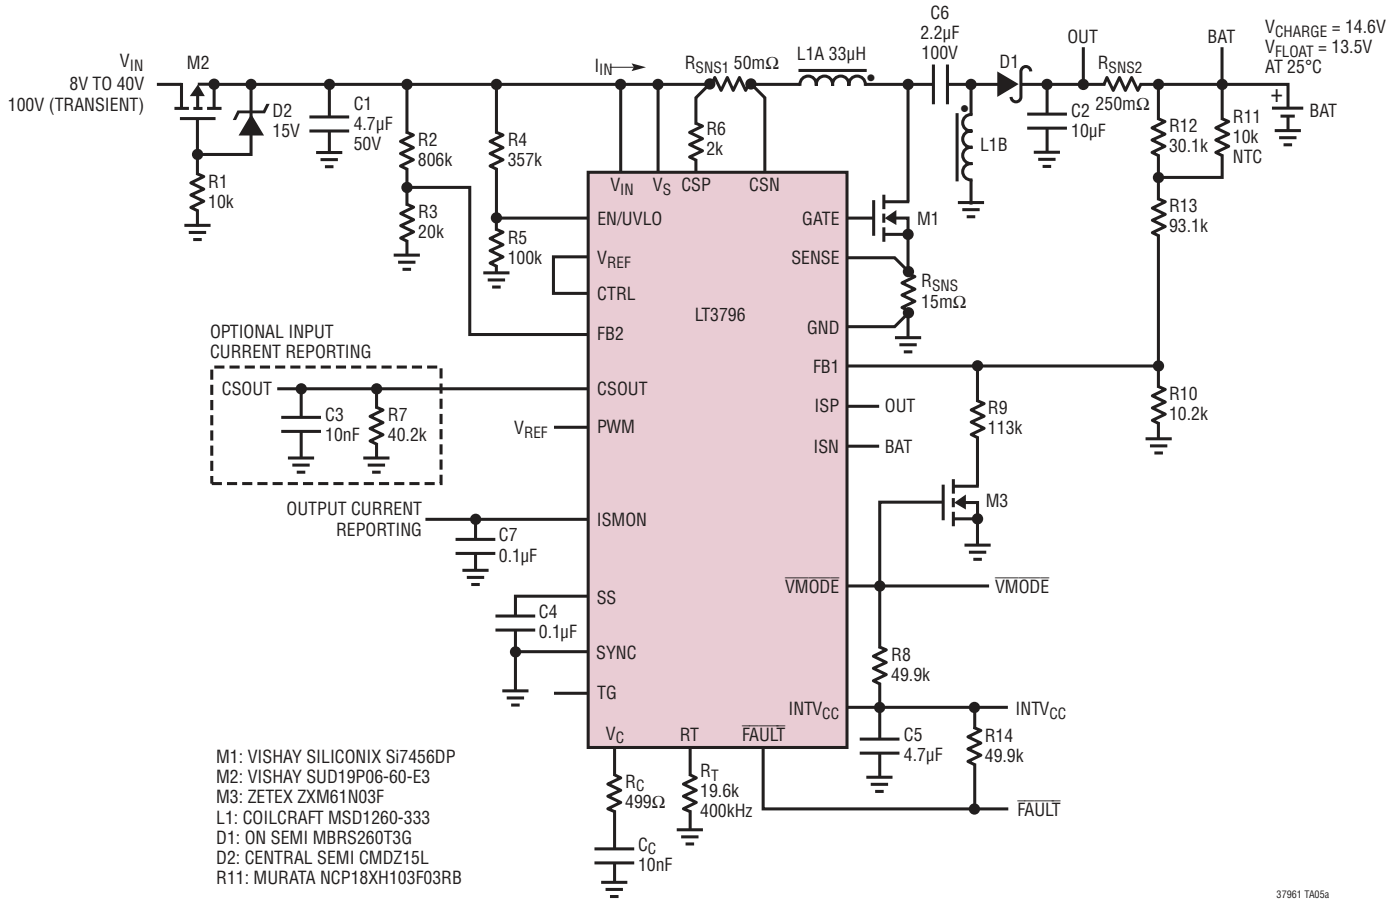 V_IN
8V TO 40V
100V (TRANSIENT)
M2
D2
15V
R1
10k
C1
4.7µF
50V
R2
806k
R3
20k
R4
357k
R5
100k
I_IN
R_SNS1 50mΩ
R6
2k
L1A 33µH
C6
2.2µF
100V
L1B
D1
C2
10µF
OUT
R_SNS2
250mΩ
BAT
V_CHARGE = 14.6V
V_FLOAT = 13.5V
AT 25°C
+
BAT
R12
30.1k
R11
10k
NTC
R13
93.1k
R10
10.2k
V_IN
V_S
CSP
CSN
EN/UVLO
V_REF
CTRL
FB2
CSOUT
PWM
ISMON
SS
SYNC
TG
V_C
RT
FAULT
LT3796
GATE
SENSE
GND
FB1
ISP
ISN
VMODE
INTV_CC
M1
R_SNS
15mΩ
OUT
BAT
R9
113k
M3
VMODE
R8
49.9k
INTV_CC
C5
4.7µF
R14
49.9k
FAULT
OPTIONAL INPUT
CURRENT REPORTING
CSOUT
C3
10nF
R7
40.2k
V_REF
OUTPUT CURRENT
REPORTING
C7
0.1µF
C4
0.1µF
R_C
499Ω
C_C
10nF
R_T
19.6k
400kHz
M1: VISHAY SILICONIX Si7456DP
M2: VISHAY SUD19P06-60-E3
M3: ZETEX ZXM61N03F
L1: COILCRAFT MSD1260-333
D1: ON SEMI MBRS260T3G
D2: CENTRAL SEMI CMDZ15L
R11: MURATA NCP18XH103F03RB
37961 TA05a